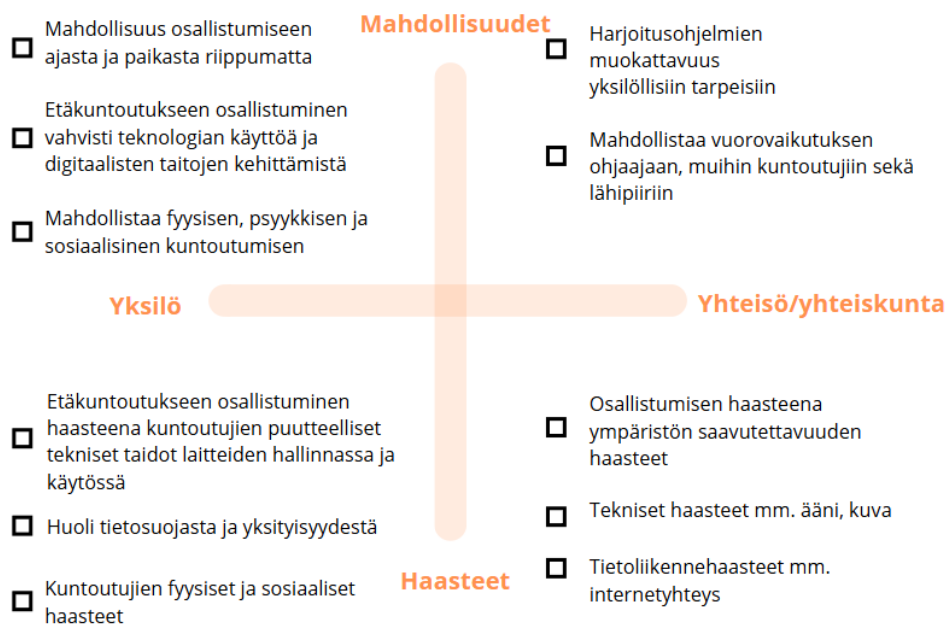 Mahdollisuudet
Mahdollisuus osallistumiseen
ajasta ja paikasta riippumatta
Etäkuntoutukseen osallistuminen
vahvisti teknologian käyttöä ja
digitaalisten taitojen kehittämistä
Mahdollistaa fyysisen, psyykkisen ja
sosiaalisinen kuntoutumisen
Harjoitusohjelmien
muokattavuus
yksilöllisiin tarpeisiin
Mahdollistaa vuorovaikutuksen
ohjaajaan, muihin kuntoutujiin sekä
lähipiiriin
Yksilö
Yhteisö/yhteiskunta
Etäkuntoutukseen osallistuminen
haasteena kuntoutujien puutteelliset
tekniset taidot laitteiden hallinnassa ja
käytössä
Huoli tietosuojasta ja yksityisyydestä
Kuntoutujien fyysiset ja sosiaaliset
haasteet
Osallistumisen haasteena
ympäristön saavutettavuuden
haasteet
Tekniset haasteet mm. ääni, kuva
Tietoliikennehaasteet mm.
internetyhteys
Haasteet